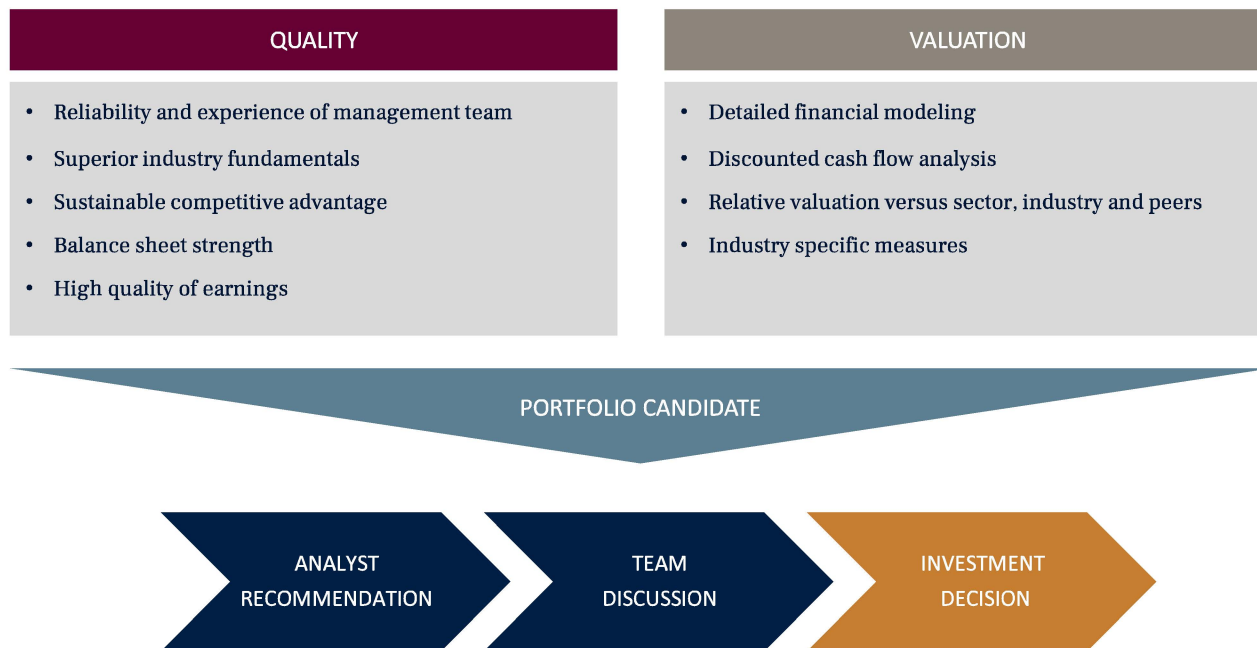 QUALITY
• Reliability and experience of management team
• Superior industry fundamentals
• Sustainable competitive advantage
• Balance sheet strength
• High quality of earnings
VALUATION
• Detailed financial modeling
• Discounted cash flow analysis
• Relative valuation versus sector, industry and peers
• Industry specific measures
PORTFOLIO CANDIDATE
ANALYST
RECOMMENDATION
TEAM
DISCUSSION
INVESTMENT
DECISION